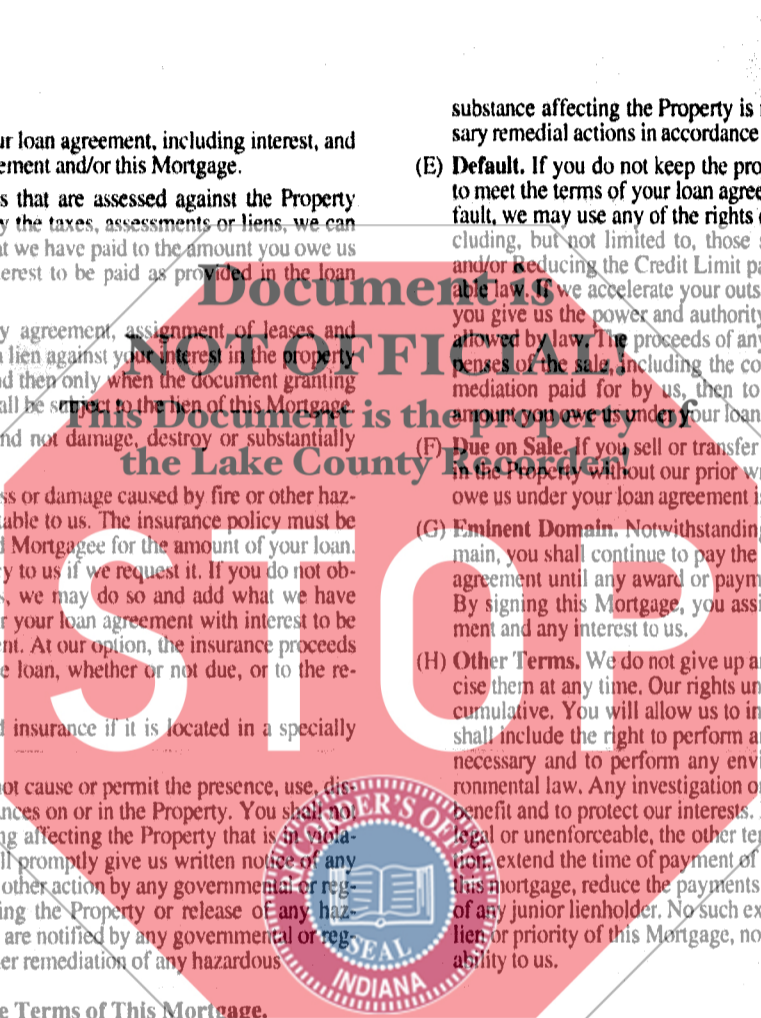 ur loan agreement, including interest, and
ement and/or this Mortgage.
s that are assessed against the Property
y the taxes, assessments or liens, we can
t we have paid to the amount you owe us
erest to be paid as provided in the loan
y agreement, assignment of leases and
lien against your interest in the property
d then only when the document granting
all be subject to the lien of this Mortgage.
nd not damage, destroy or substantially
ss or damage caused by fire or other haz-
table to us. The insurance policy must be
d Mortgagee for the amount of your loan.
y to us if we request it. If you do not ob-
, we may do so and add what we have
r your loan agreement with interest to be
nt. At our option, the insurance proceeds
e loan, whether or not due, or to the re-
d insurance if it is located in a specially
ot cause or permit the presence, use, dis-
nces on or in the Property. You shall not
ng affecting the Property that is in viola-
ll promptly give us written notice of any
other action by any governmental or reg-
ing the Property or release of any haz-
are notified by any governmental or reg-
er remediation of any hazardous
e Terms of This Mortgage.
substance affecting the Property is
sary remedial actions in accordance
(E) Default. If you do not keep the pro
to meet the terms of your loan agree
fault, we may use any of the rights
cluding, but not limited to, those
and/or Reducing the Credit Limit pa
able law. If we accelerate your outs
you give us the power and authority
allowed by law. The proceeds of any
penses of the sale, including the co
mediation paid for by us, then to
amount you owe us under your loan
(F) Due on Sale. If you sell or transfer
in the Property without our prior wr
owe us under your loan agreement i
(G) Eminent Domain. Notwithstanding
main, you shall continue to pay the
agreement until any award or paym
By signing this Mortgage, you assi
ment and any interest to us.
(H) Other Terms. We do not give up a
cise them at any time. Our rights un
cumulative. You will allow us to in
shall include the right to perform a
necessary and to perform any envi
ronmental law. Any investigation o
benefit and to protect our interests.
legal or unenforceable, the other te
tion, extend the time of payment of
this mortgage, reduce the payments
of any junior lienholder. No such ex
lien or priority of this Mortgage, no
ability to us.
Document is
NOT OFFICIAL!
This Document is the property of
the Lake County Recorder!
STOP
RECORDER'S OFFICE
SEAL
INDIANA